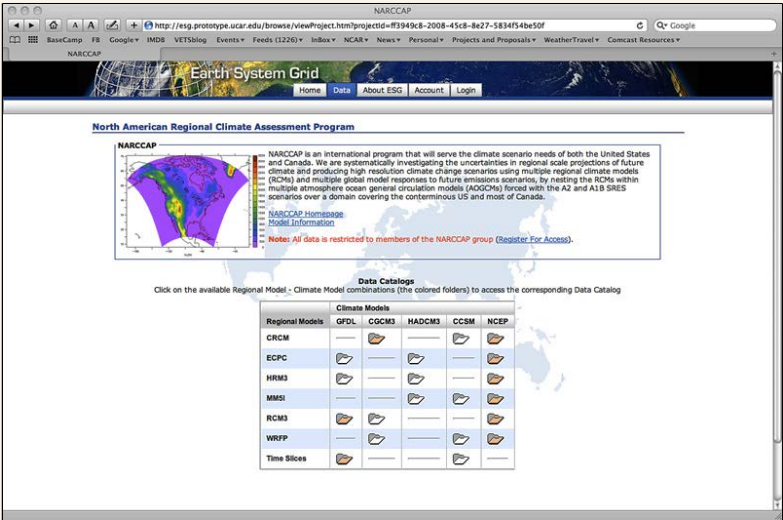 NARCCAP
A A + http://esg.prototype.ucar.edu/browse/viewProject.htm?projectId=ff3949c8-2008-45c8-8e27-5834f54be50f Q Google
BaseCamp FB Google IMDB VETSblog Events Feeds (1226) InBox NCAR News Personal Projects and Proposals WeatherTravel Comcast Resources
NARCCAP
Earth System Grid
Home Data About ESG Account Login
North American Regional Climate Assessment Program
NARCCAP
NARCCAP is an international program that will serve the climate scenario needs of both the United States
and Canada. We are systematically investigating the uncertainties in regional scale projections of future
climate and producing high resolution climate change scenarios using multiple regional climate models
(RCMs) and multiple global model responses to future emissions scenarios, by nesting the RCMs within
multiple atmosphere ocean general circulation models (AOGCMs) forced with the A2 and A1B SRES
scenarios over a domain covering the conterminous US and most of Canada.
NARCCAP Homepage
Model Information
Note: All data is restricted to members of the NARCCAP group (Register For Access).
Data Catalogs
Click on the available Regional Model - Climate Model combinations (the colored folders) to access the corresponding Data Catalog
Climate Models
Regional Models GFDL CGCM3 HADCM3 CCSM NCEP
CRCM
ECPC
HRM3
MM5I
RCM3
WRFP
Time Slices